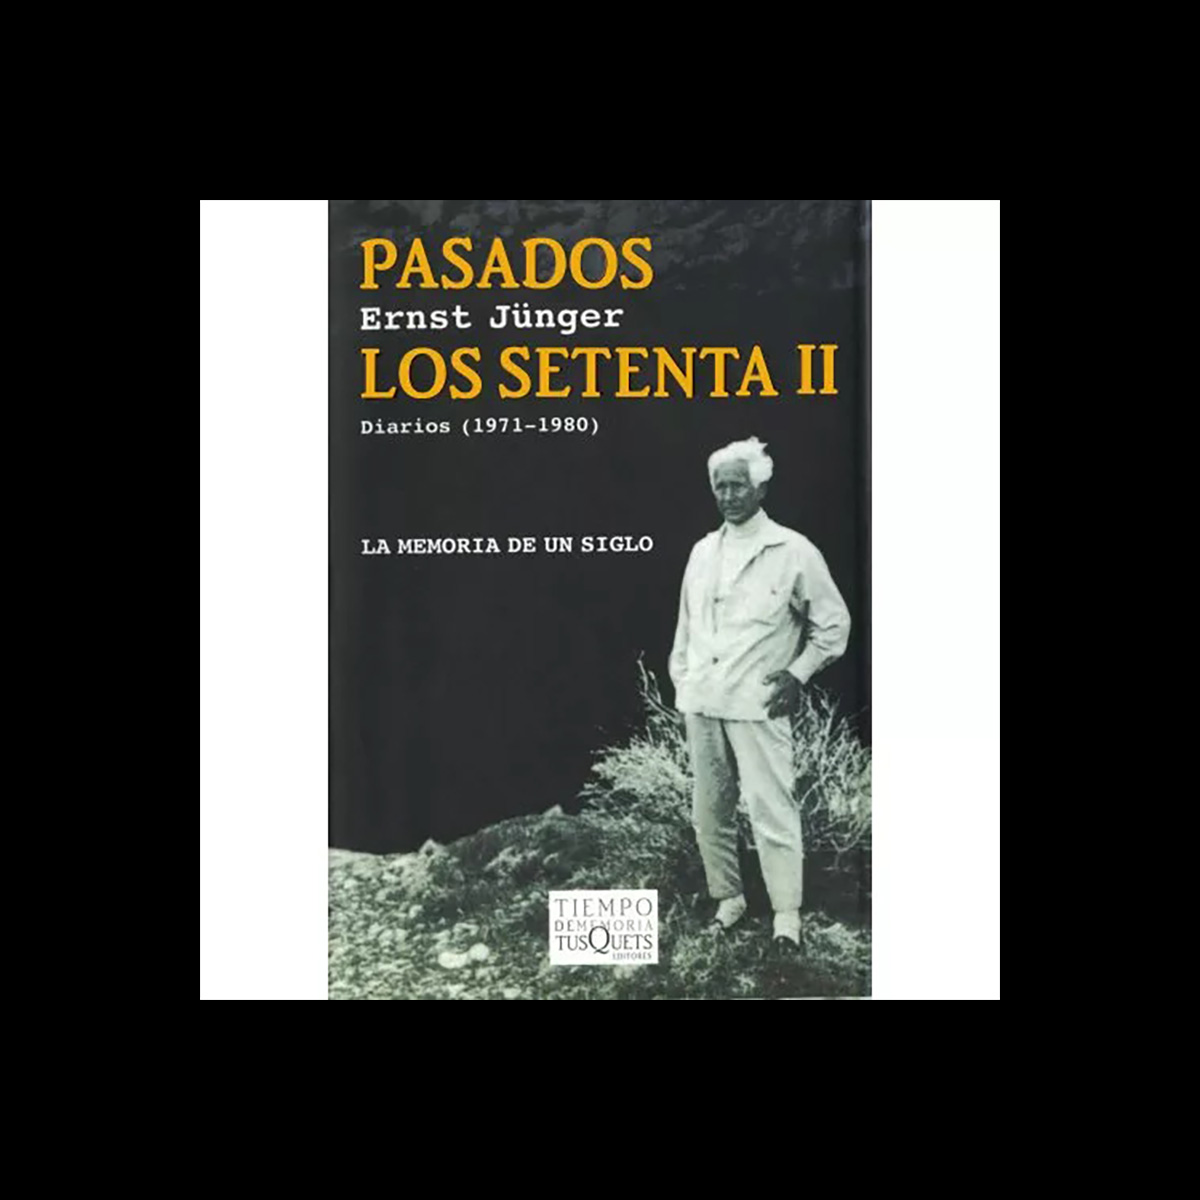 PASADOS
Ernst Jünger
LOS SETENTA II
Diarios (1971-1980)
LA MEMORIA DE UN SIGLO
TIEMPO
DE MEMORIA
TUSQUETS
EDITORES